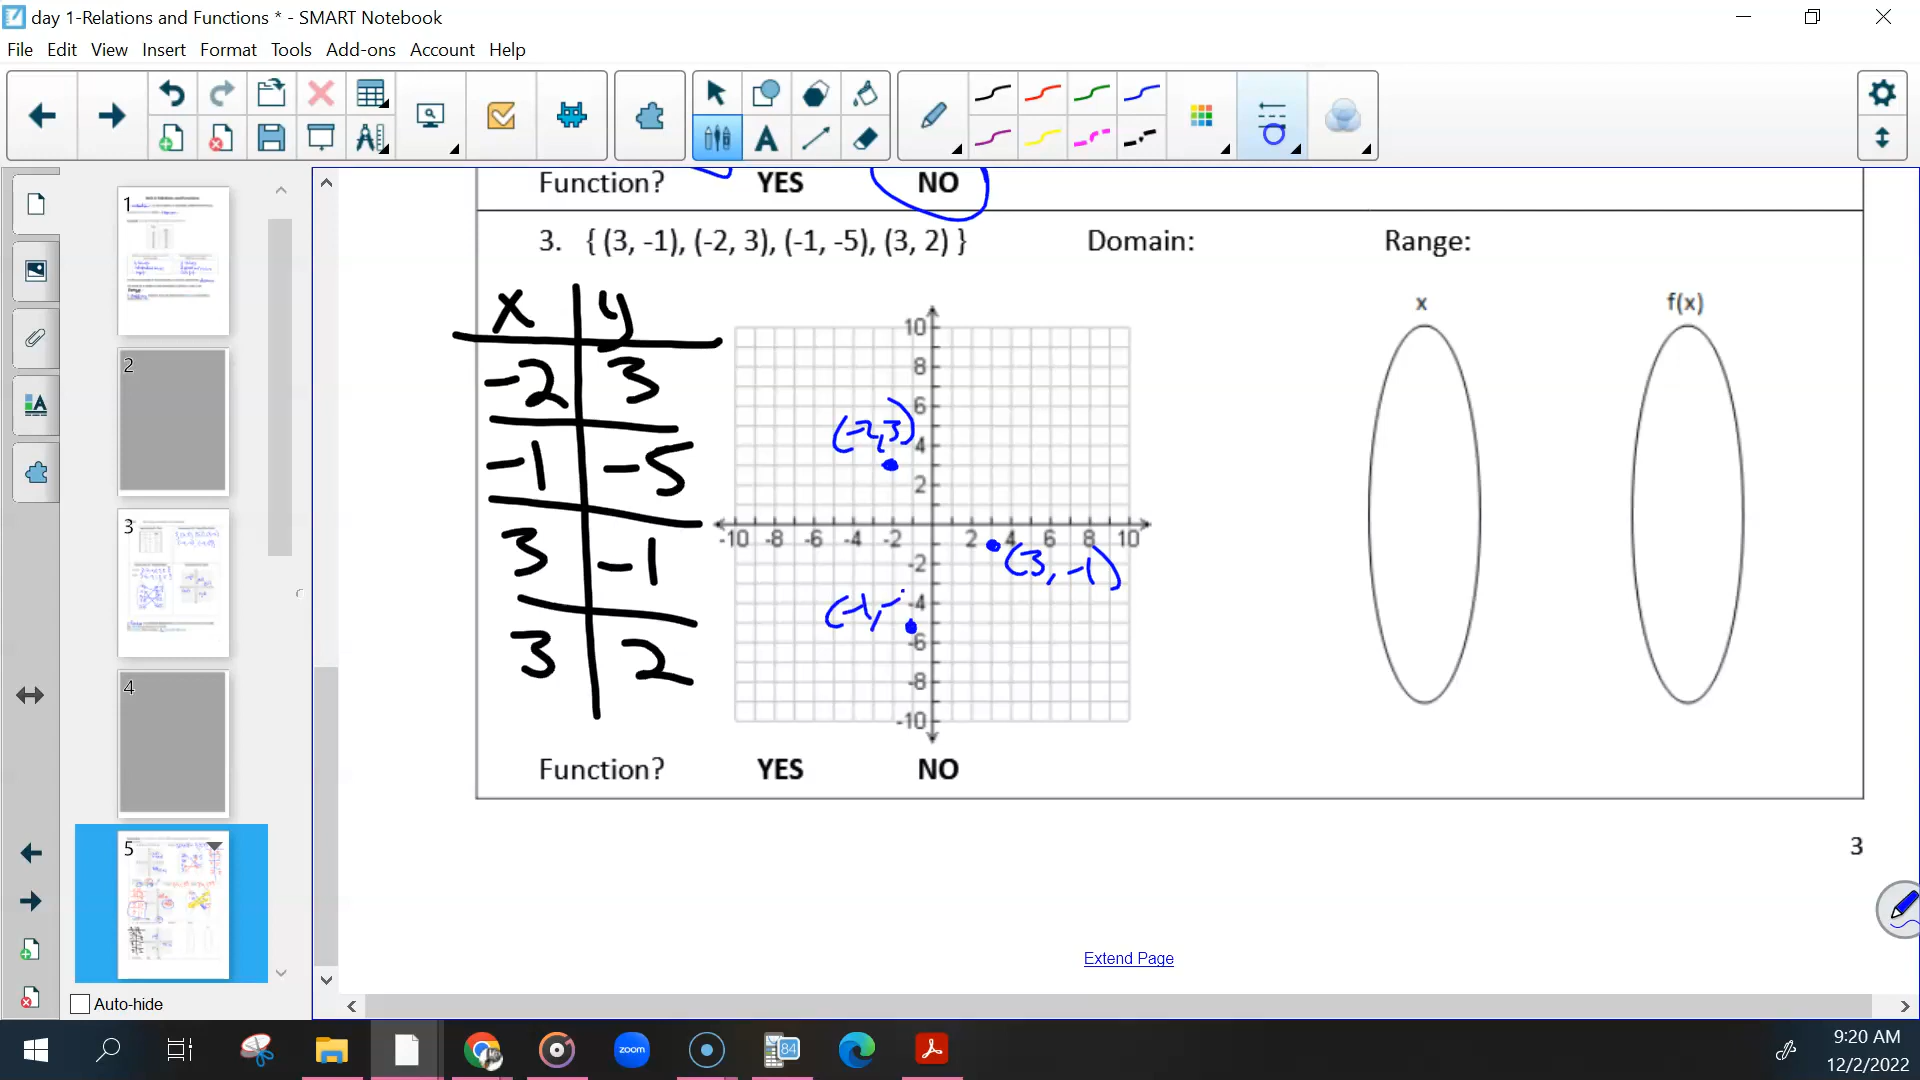 day 1-Relations and Functions * - SMART Notebook
File Edit View Insert Format Tools Add-ons Account Help
Function? YES NO
3. { (3, -1), (-2, 3), (-1, -5), (3, 2) } Domain: Range:
x y
-2 3
-1 -5
3 -1
3 2
10
8
6
4
2
-10 -8 -6 -4 -2 2 4 6 8 10
-2
-4
-6
-8
-10
(-2,3)
(3, -1)
(-1,-
x f(x)
Function? YES NO
3
Extend Page
1
2
3
4
5
Auto-hide
zoom
84
9:20 AM
12/2/2022